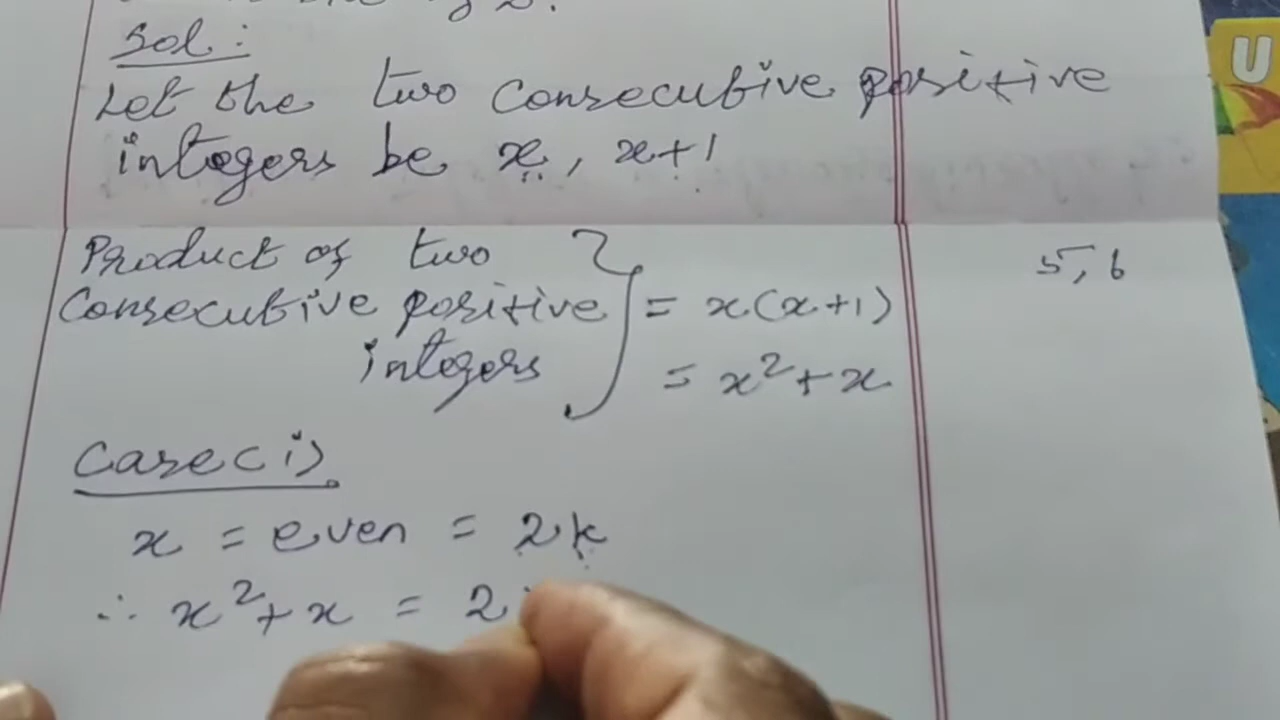 Sol:
Let the two consecutive positive
integers be x, x+1
Product of two
consecutive positive
integers
= x(x+1)
= x²+x
5, 6
Case (i)
x = even = 2k
∴ x²+x = 2
U